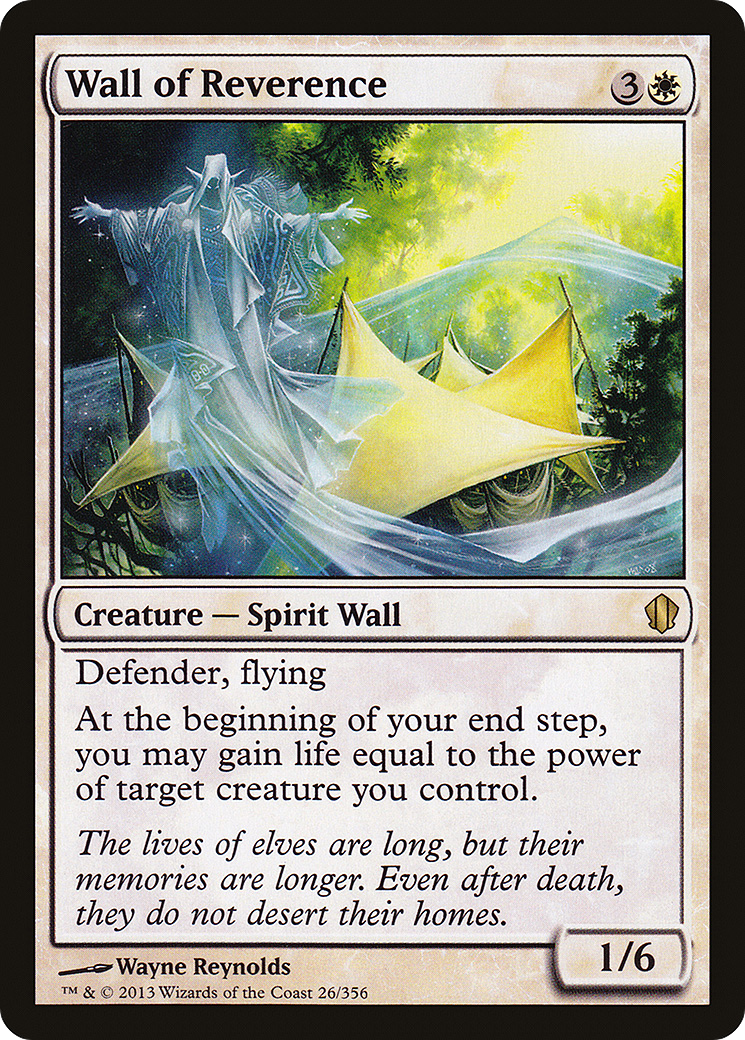 Wall of Reverence
3
Creature — Spirit Wall
Defender, flying
At the beginning of your end step,
you may gain life equal to the power
of target creature you control.
The lives of elves are long, but their
memories are longer. Even after death,
they do not desert their homes.
1/6
Wayne Reynolds
™ & © 2013 Wizards of the Coast 26/356